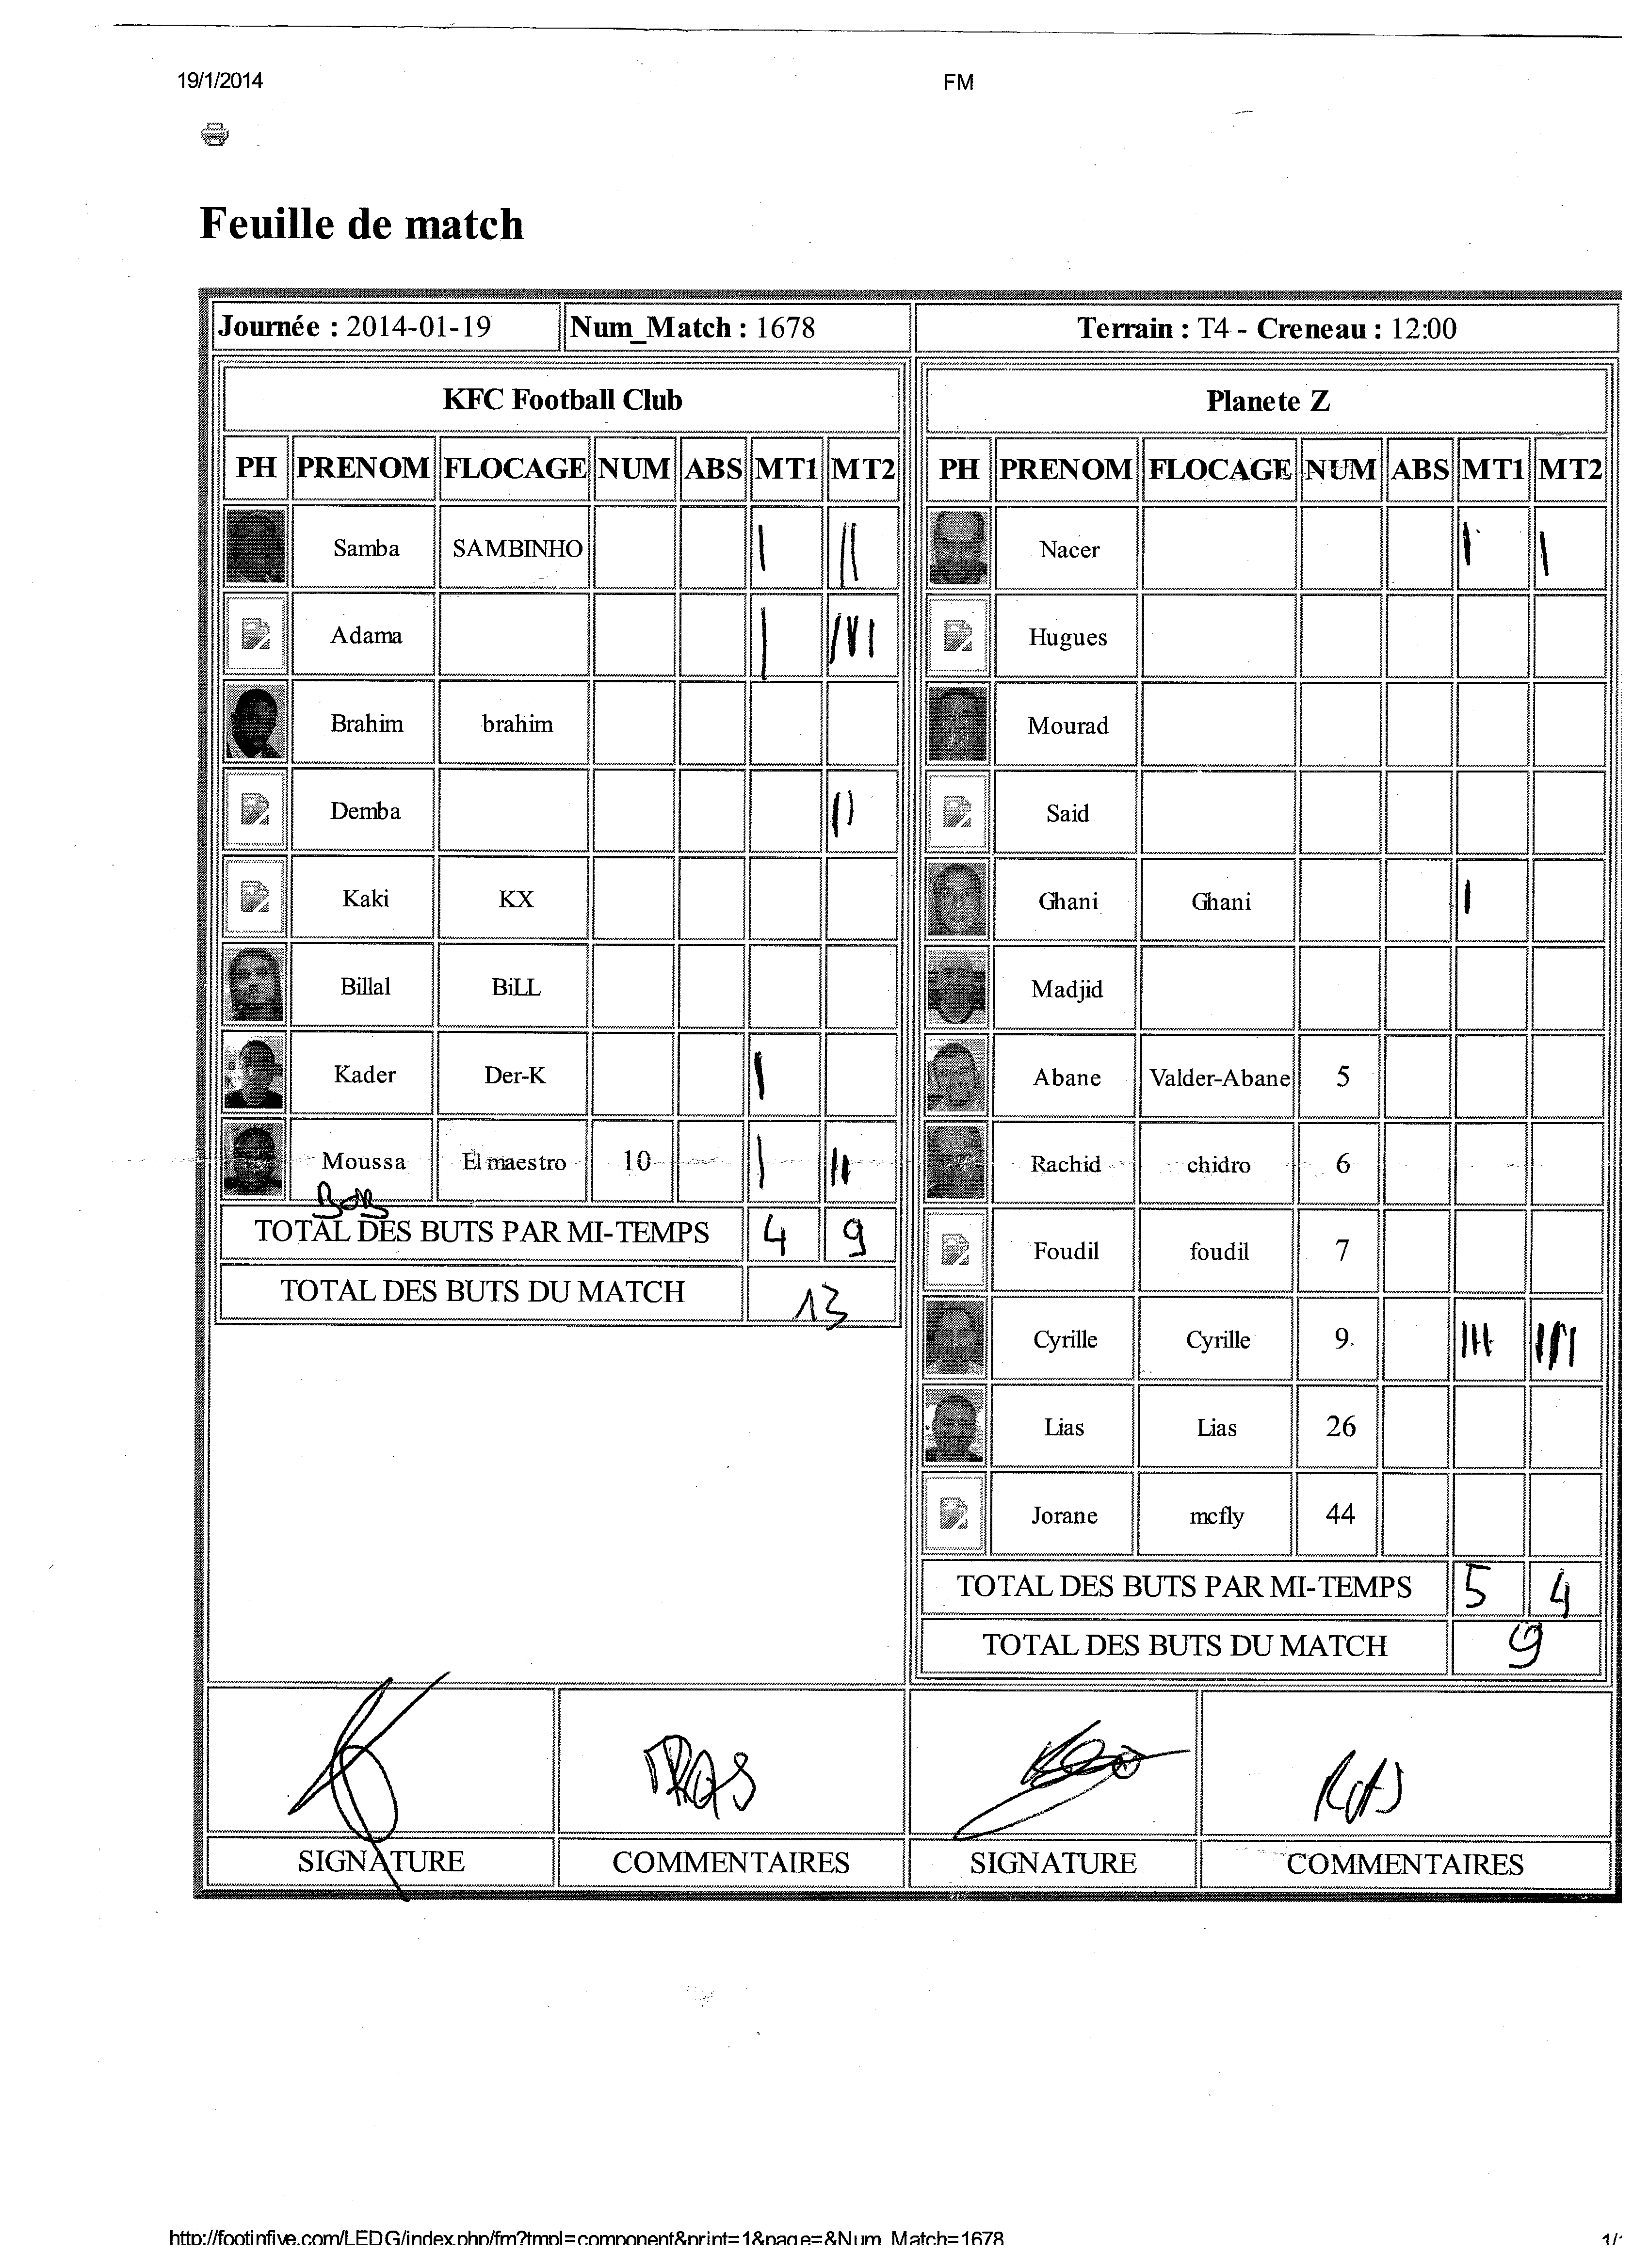 19/1/2014 FM
Feuille de match
Journée : 2014-01-19 Num_Match : 1678 Terrain : T4 - Creneau : 12:00
KFC Football Club Planete Z
PH PRENOM FLOCAGE NUM ABS MT1 MT2 PH PRENOM FLOCAGE NUM ABS MT1 MT2
Samba SAMBINHO | || Nacer | |
Adama | |||| Hugues
Brahim brahim Mourad
Demba || Said
Kaki KX Ghani Ghani |
Billal BiLL Madjid
Kader Der-K | Abane Valder-Abane 5
Moussa El maestro 10 | ||| Rachid chidro 6
BOB
TOTAL DES BUTS PAR MI-TEMPS 4 9 Foudil foudil 7
TOTAL DES BUTS DU MATCH 13 Cyrille Cyrille 9 ||| |||
Lias Lias 26
Jorane mcfly 44
TOTAL DES BUTS PAR MI-TEMPS 5 4
TOTAL DES BUTS DU MATCH 9
RAS RAS
SIGNATURE COMMENTAIRES SIGNATURE COMMENTAIRES
http://footinfive.com/LEDG/index.php/fm?tmpl=component&print=1&page=&Num_Match=1678 1/